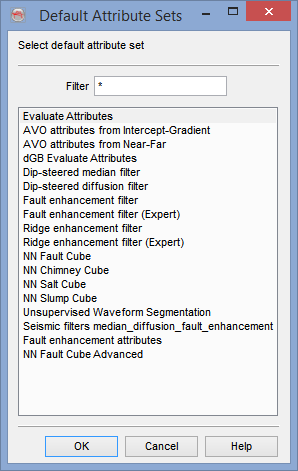 Default Attribute Sets
Select default attribute set
Filter *
Evaluate Attributes
AVO attributes from Intercept-Gradient
AVO attributes from Near-Far
dGB Evaluate Attributes
Dip-steered median filter
Dip-steered diffusion filter
Fault enhancement filter
Fault enhancement filter (Expert)
Ridge enhancement filter
Ridge enhancement filter (Expert)
NN Fault Cube
NN Chimney Cube
NN Salt Cube
NN Slump Cube
Unsupervised Waveform Segmentation
Seismic filters median_diffusion_fault_enhancement
Fault enhancement attributes
NN Fault Cube Advanced
OK Cancel Help